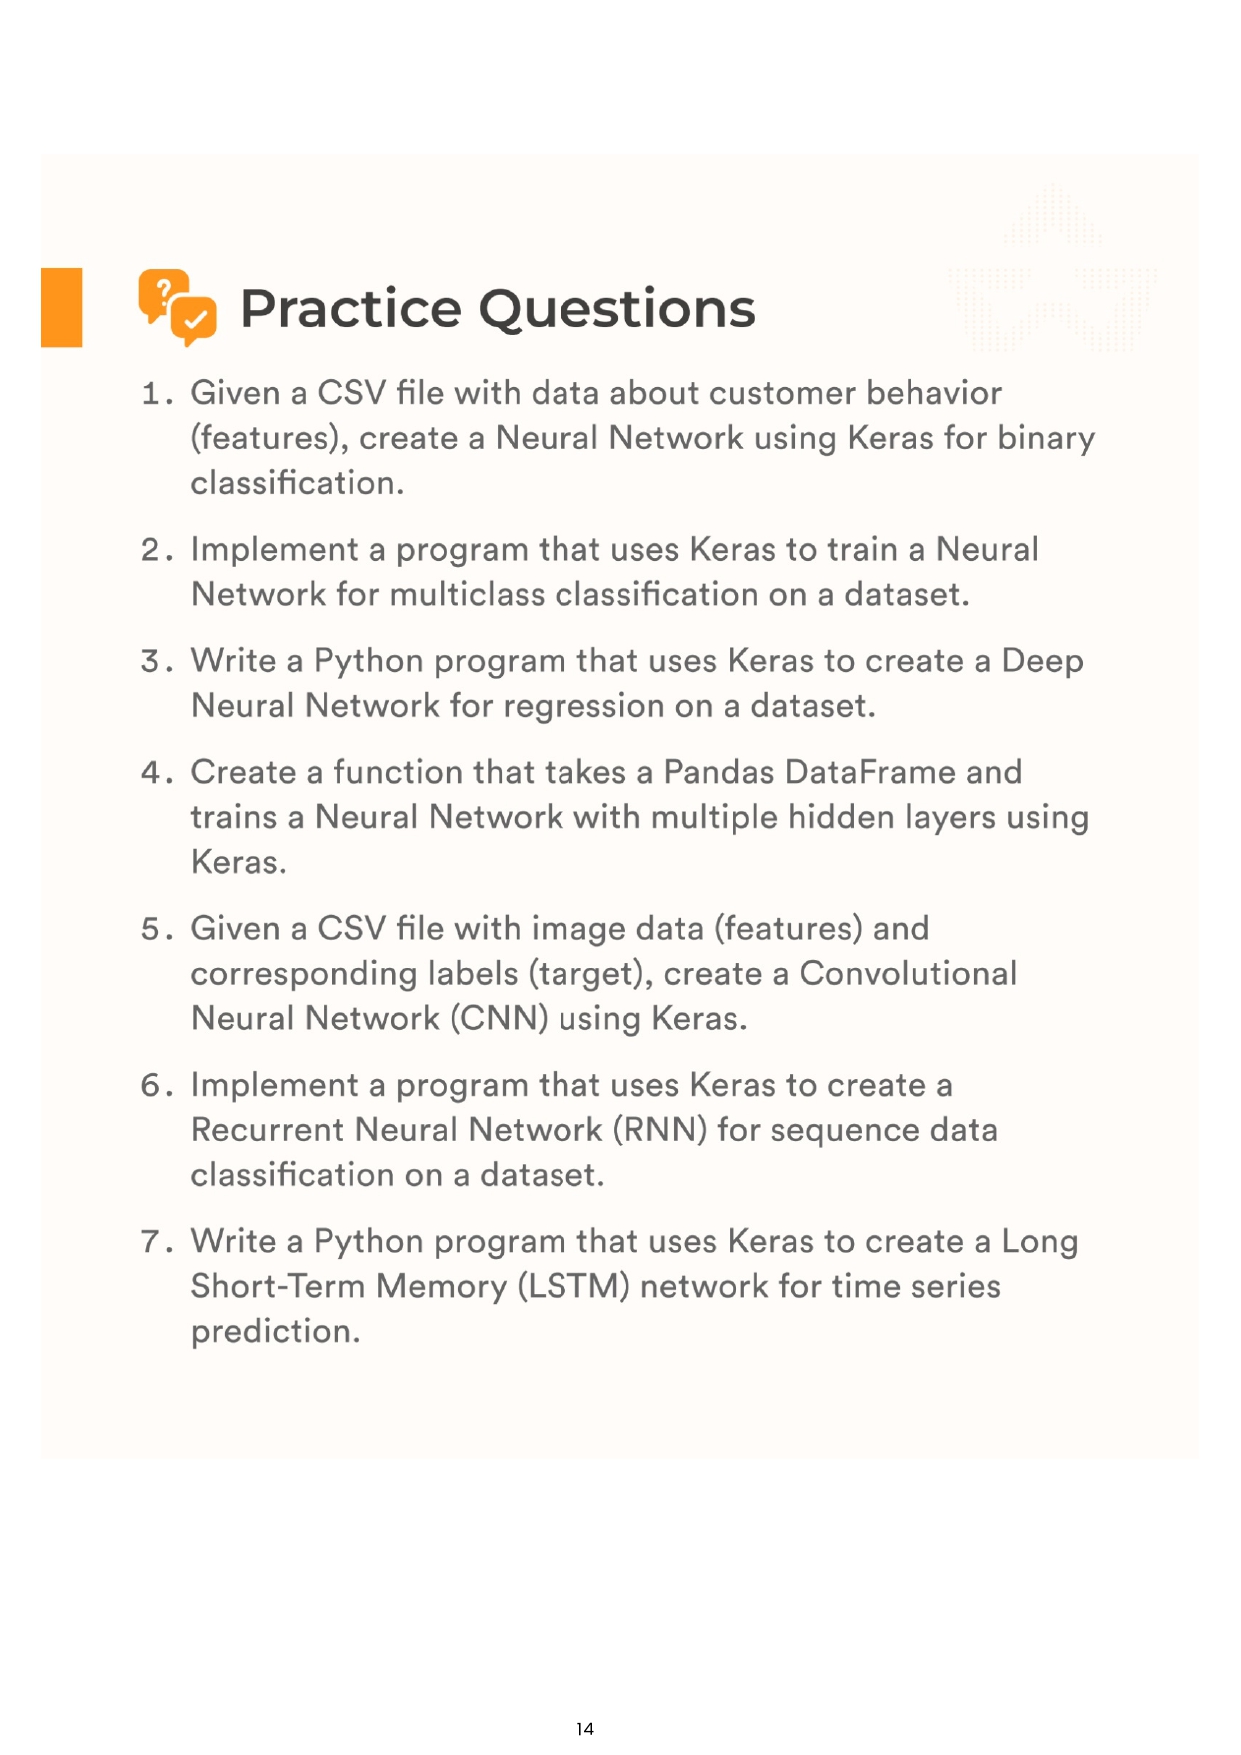 Practice Questions
1. Given a CSV file with data about customer behavior
(features), create a Neural Network using Keras for binary
classification.
2. Implement a program that uses Keras to train a Neural
Network for multiclass classification on a dataset.
3. Write a Python program that uses Keras to create a Deep
Neural Network for regression on a dataset.
4. Create a function that takes a Pandas DataFrame and
trains a Neural Network with multiple hidden layers using
Keras.
5. Given a CSV file with image data (features) and
corresponding labels (target), create a Convolutional
Neural Network (CNN) using Keras.
6. Implement a program that uses Keras to create a
Recurrent Neural Network (RNN) for sequence data
classification on a dataset.
7. Write a Python program that uses Keras to create a Long
Short-Term Memory (LSTM) network for time series
prediction.
14